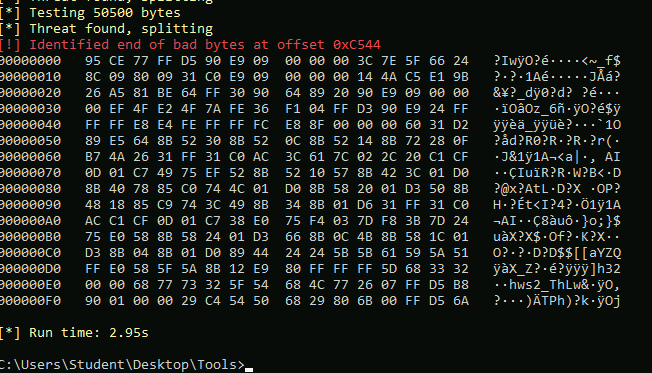 [*] Threat found, splitting
[*] Testing 50500 bytes
[*] Threat found, splitting
[!] Identified end of bad bytes at offset 0xC544
00000000 95 CE 77 FF D5 90 E9 09 00 00 00 3C 7E 5F 66 24 ?ÎwÿÕ?é·····<~_f$
00000010 8C 09 80 09 31 C0 E9 09 00 00 00 14 4A C5 E1 9B ?·?·1Àé·····JÅá?
00000020 26 A5 81 BE 64 FF 30 90 64 89 20 90 E9 09 00 00 &¥?_dÿ0?d? ?é···
00000030 00 EF 4F E2 4F 7A FE 36 F1 04 FF D3 90 E9 24 FF ·ïOâOz_6ñ·ÿO?é$ÿ
00000040 FF FF E8 E4 FE FF FF FC E8 8F 00 00 00 60 31 D2 ÿÿèä_ÿÿüè?···`1O
00000050 89 E5 64 8B 52 30 8B 52 0C 8B 52 14 8B 72 28 0F ?åd?R0?R·?R·?r(·
00000060 B7 4A 26 31 FF 31 C0 AC 3C 61 7C 02 2C 20 C1 CF ·J&1ÿ1A¬<a|·, AI
00000070 0D 01 C7 49 75 EF 52 8B 52 10 57 8B 42 3C 01 D0 ··ÇIuïR?R·W?B<·D
00000080 8B 40 78 85 C0 74 4C 01 D0 8B 58 20 01 D3 50 8B ?@x?AtL·D?X ·OP?
00000090 48 18 85 C9 74 3C 49 8B 34 8B 01 D6 31 FF 31 C0 H·?Ét<I?4?·Ö1ÿ1A
000000A0 AC C1 CF 0D 01 C7 38 E0 75 F4 03 7D F8 3B 7D 24 ¬AI··Ç8àuô·}o;}$
000000B0 75 E0 58 8B 58 24 01 D3 66 8B 0C 4B 8B 58 1C 01 uàX?X$·Of?·K?X··
000000C0 D3 8B 04 8B 01 D0 89 44 24 24 5B 5B 61 59 5A 51 O?·?·D?D$$[[aYZQ
000000D0 FF E0 58 5F 5A 8B 12 E9 80 FF FF FF 5D 68 33 32 ÿàX_Z?·é?ÿÿÿ]h32
000000E0 00 00 68 77 73 32 5F 54 68 4C 77 26 07 FF D5 B8 ··hws2_ThLw&·ÿO,
000000F0 90 01 00 00 29 C4 54 50 68 29 80 6B 00 FF D5 6A ?···)ÄTPh)?k·ÿOj
[*] Run time: 2.95s
C:\Users\Student\Desktop\Tools>